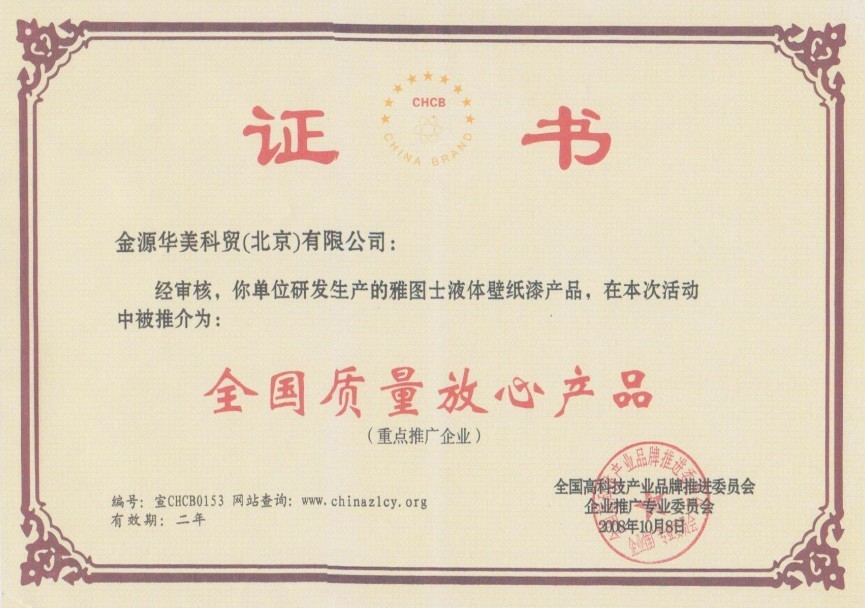 证 书
CHCB
CHINA BRAND
金源华美科贸(北京)有限公司：
经审核，你单位研发生产的雅图士液体壁纸漆产品，在本次活动
中被推介为：
全国质量放心产品
（重点推广企业）
编号：宣CHCB0153 网站查询：www.chinazlcy.org
有效期：二年
全国高科技产业品牌推进委员会
企业推广专业委员会
2008年10月8日